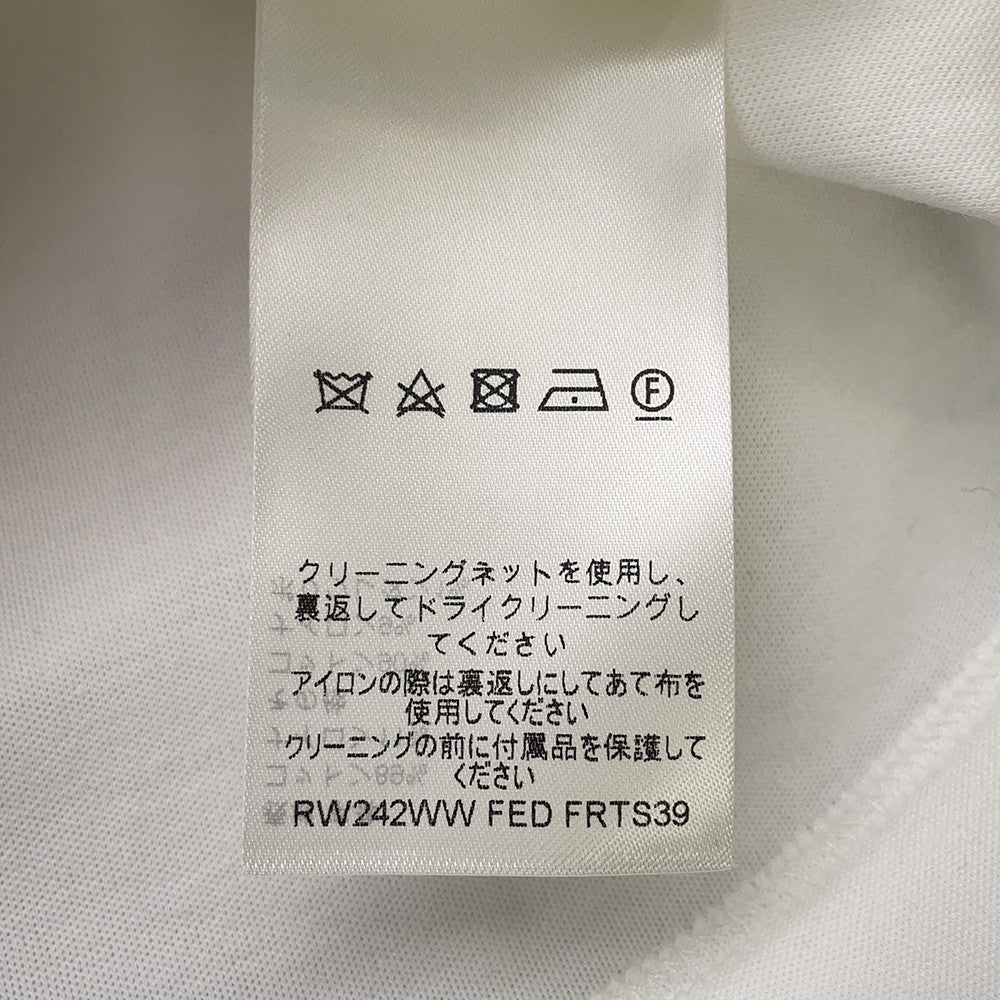 F
クリーニングネットを使用し、
裏返してドライクリーニングし
てください
アイロンの際は裏返しにしてあて布を
使用してください
クリーニングの前に付属品を保護して
ください
RW242WW FED FRTS39